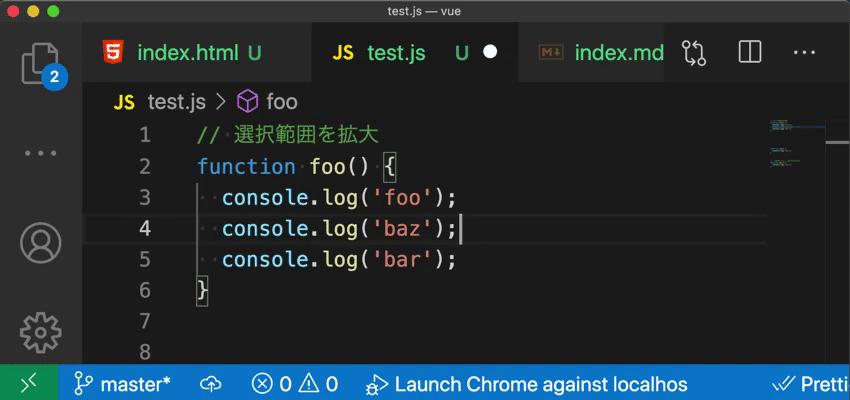 test.js — vue
index.html U
JS test.js U
index.md
2
JS test.js > foo
1 // 選択範囲を拡大
2 function foo() {
3 console.log('foo');
4 console.log('baz');
5 console.log('bar');
6 }
7
8
master* 0 0 Launch Chrome against localhos Pretti